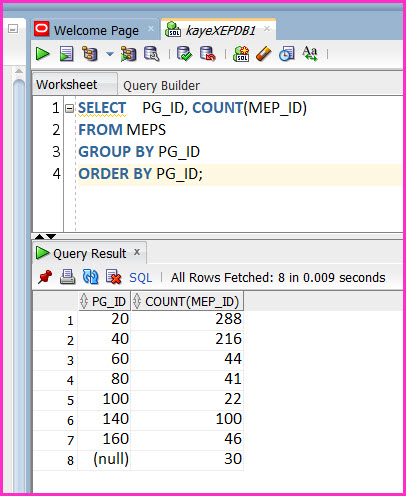 Welcome Page x kayeXEPDB1 x
SQL
Aa
Worksheet Query Builder
1 SELECT PG_ID, COUNT(MEP_ID)
2 FROM MEPS
3 GROUP BY PG_ID
4 ORDER BY PG_ID;
Query Result x
SQL | All Rows Fetched: 8 in 0.009 seconds
PG_ID COUNT(MEP_ID)
1 20 288
2 40 216
3 60 44
4 80 41
5 100 22
6 140 100
7 160 46
8 (null) 30